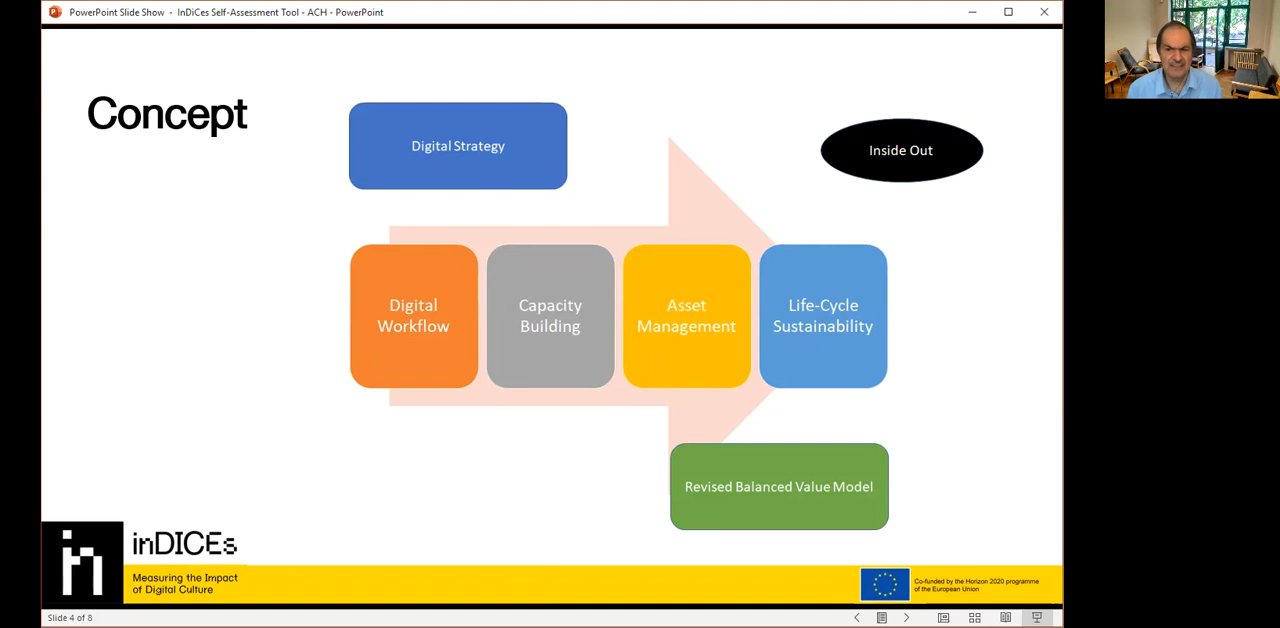 PowerPoint Slide Show - InDiCes Self-Assessment Tool - ACH - PowerPoint
Concept
Digital Strategy
Inside Out
Digital
Workflow
Capacity
Building
Asset
Management
Life-Cycle
Sustainability
Revised Balanced Value Model
in
inDICEs
Measuring the Impact
of Digital Culture
Co-funded by the Horizon 2020 programme
of the European Union
Slide 4 of 8